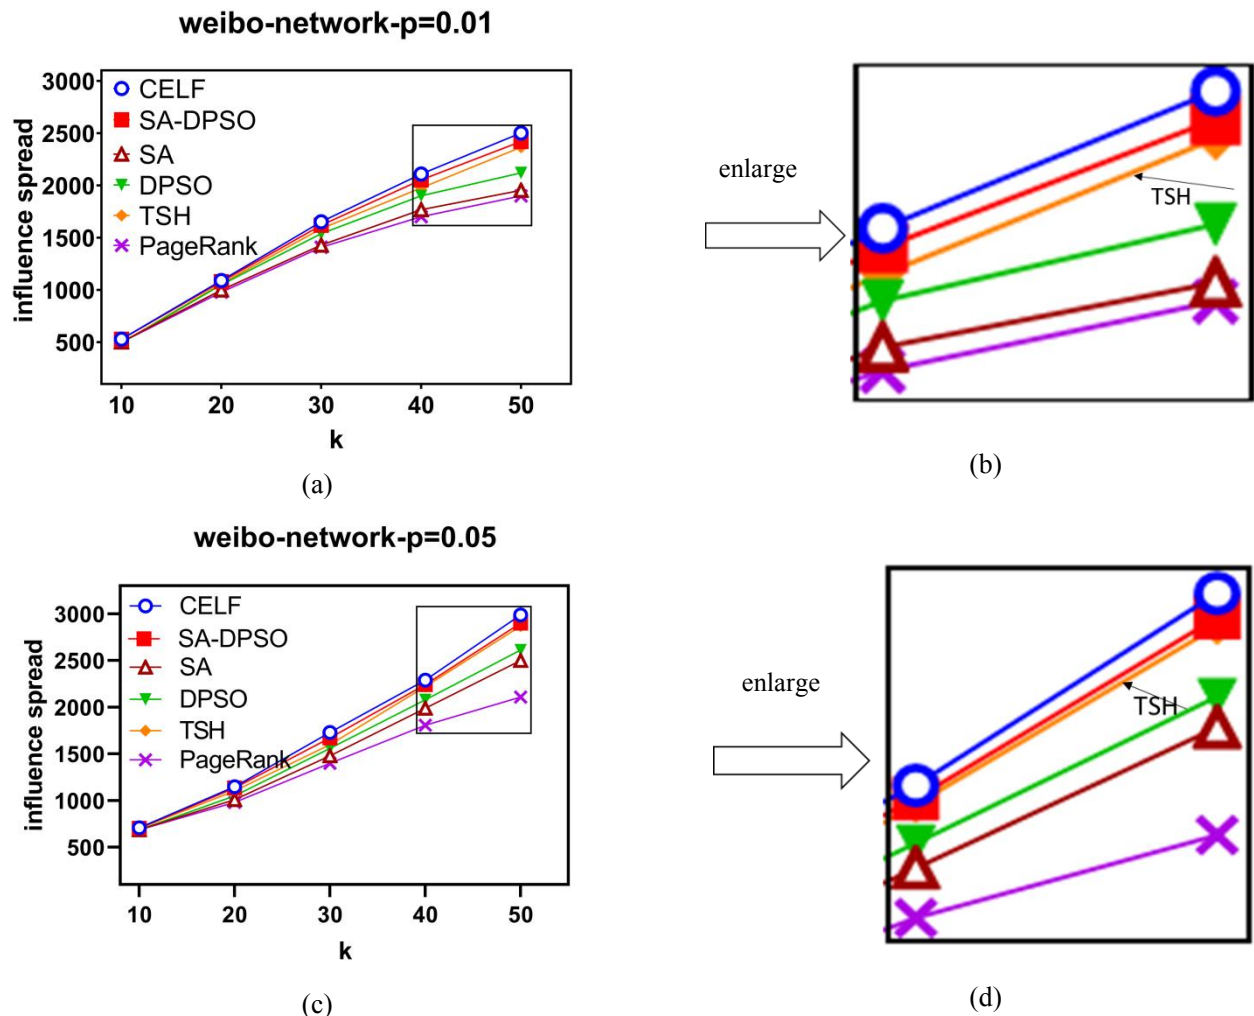 weibo-network-p=0.01
influence spread
3000
2500
2000
1500
1000
500
CELF
SA-DPSO
SA
DPSO
TSH
PageRank
10 20 30 40 50
k
(a)
enlarge
TSH
(b)
weibo-network-p=0.05
influence spread
3000
2500
2000
1500
1000
500
CELF
SA-DPSO
SA
DPSO
TSH
PageRank
10 20 30 40 50
k
(c)
enlarge
TSH
(d)